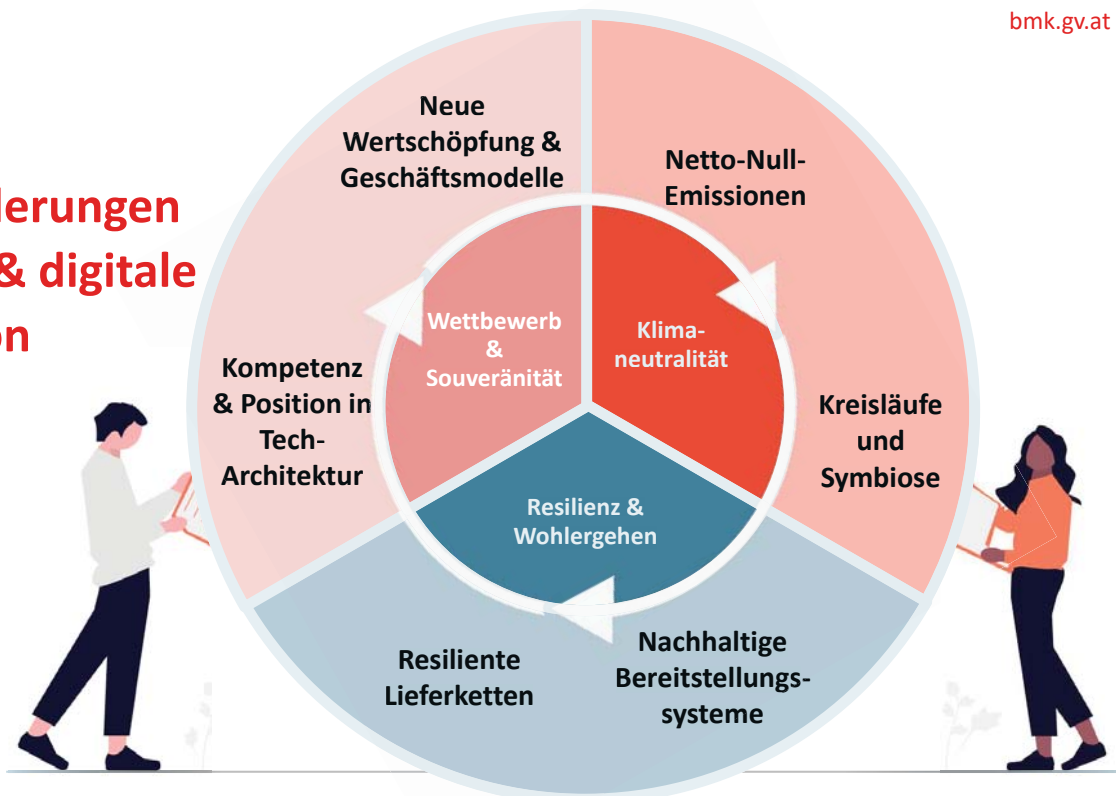 bmk.gv.at
derungen
& digitale
on
Neue
Wertschöpfung &
Geschäftsmodelle
Netto-Null-
Emissionen
Wettbewerb
&
Souveränität
Klima-
neutralität
Kompetenz
& Position in
Tech-
Architektur
Kreisläufe
und
Symbiose
Resilienz &
Wohlergehen
Resiliente
Lieferketten
Nachhaltige
Bereitstellungs-
systeme